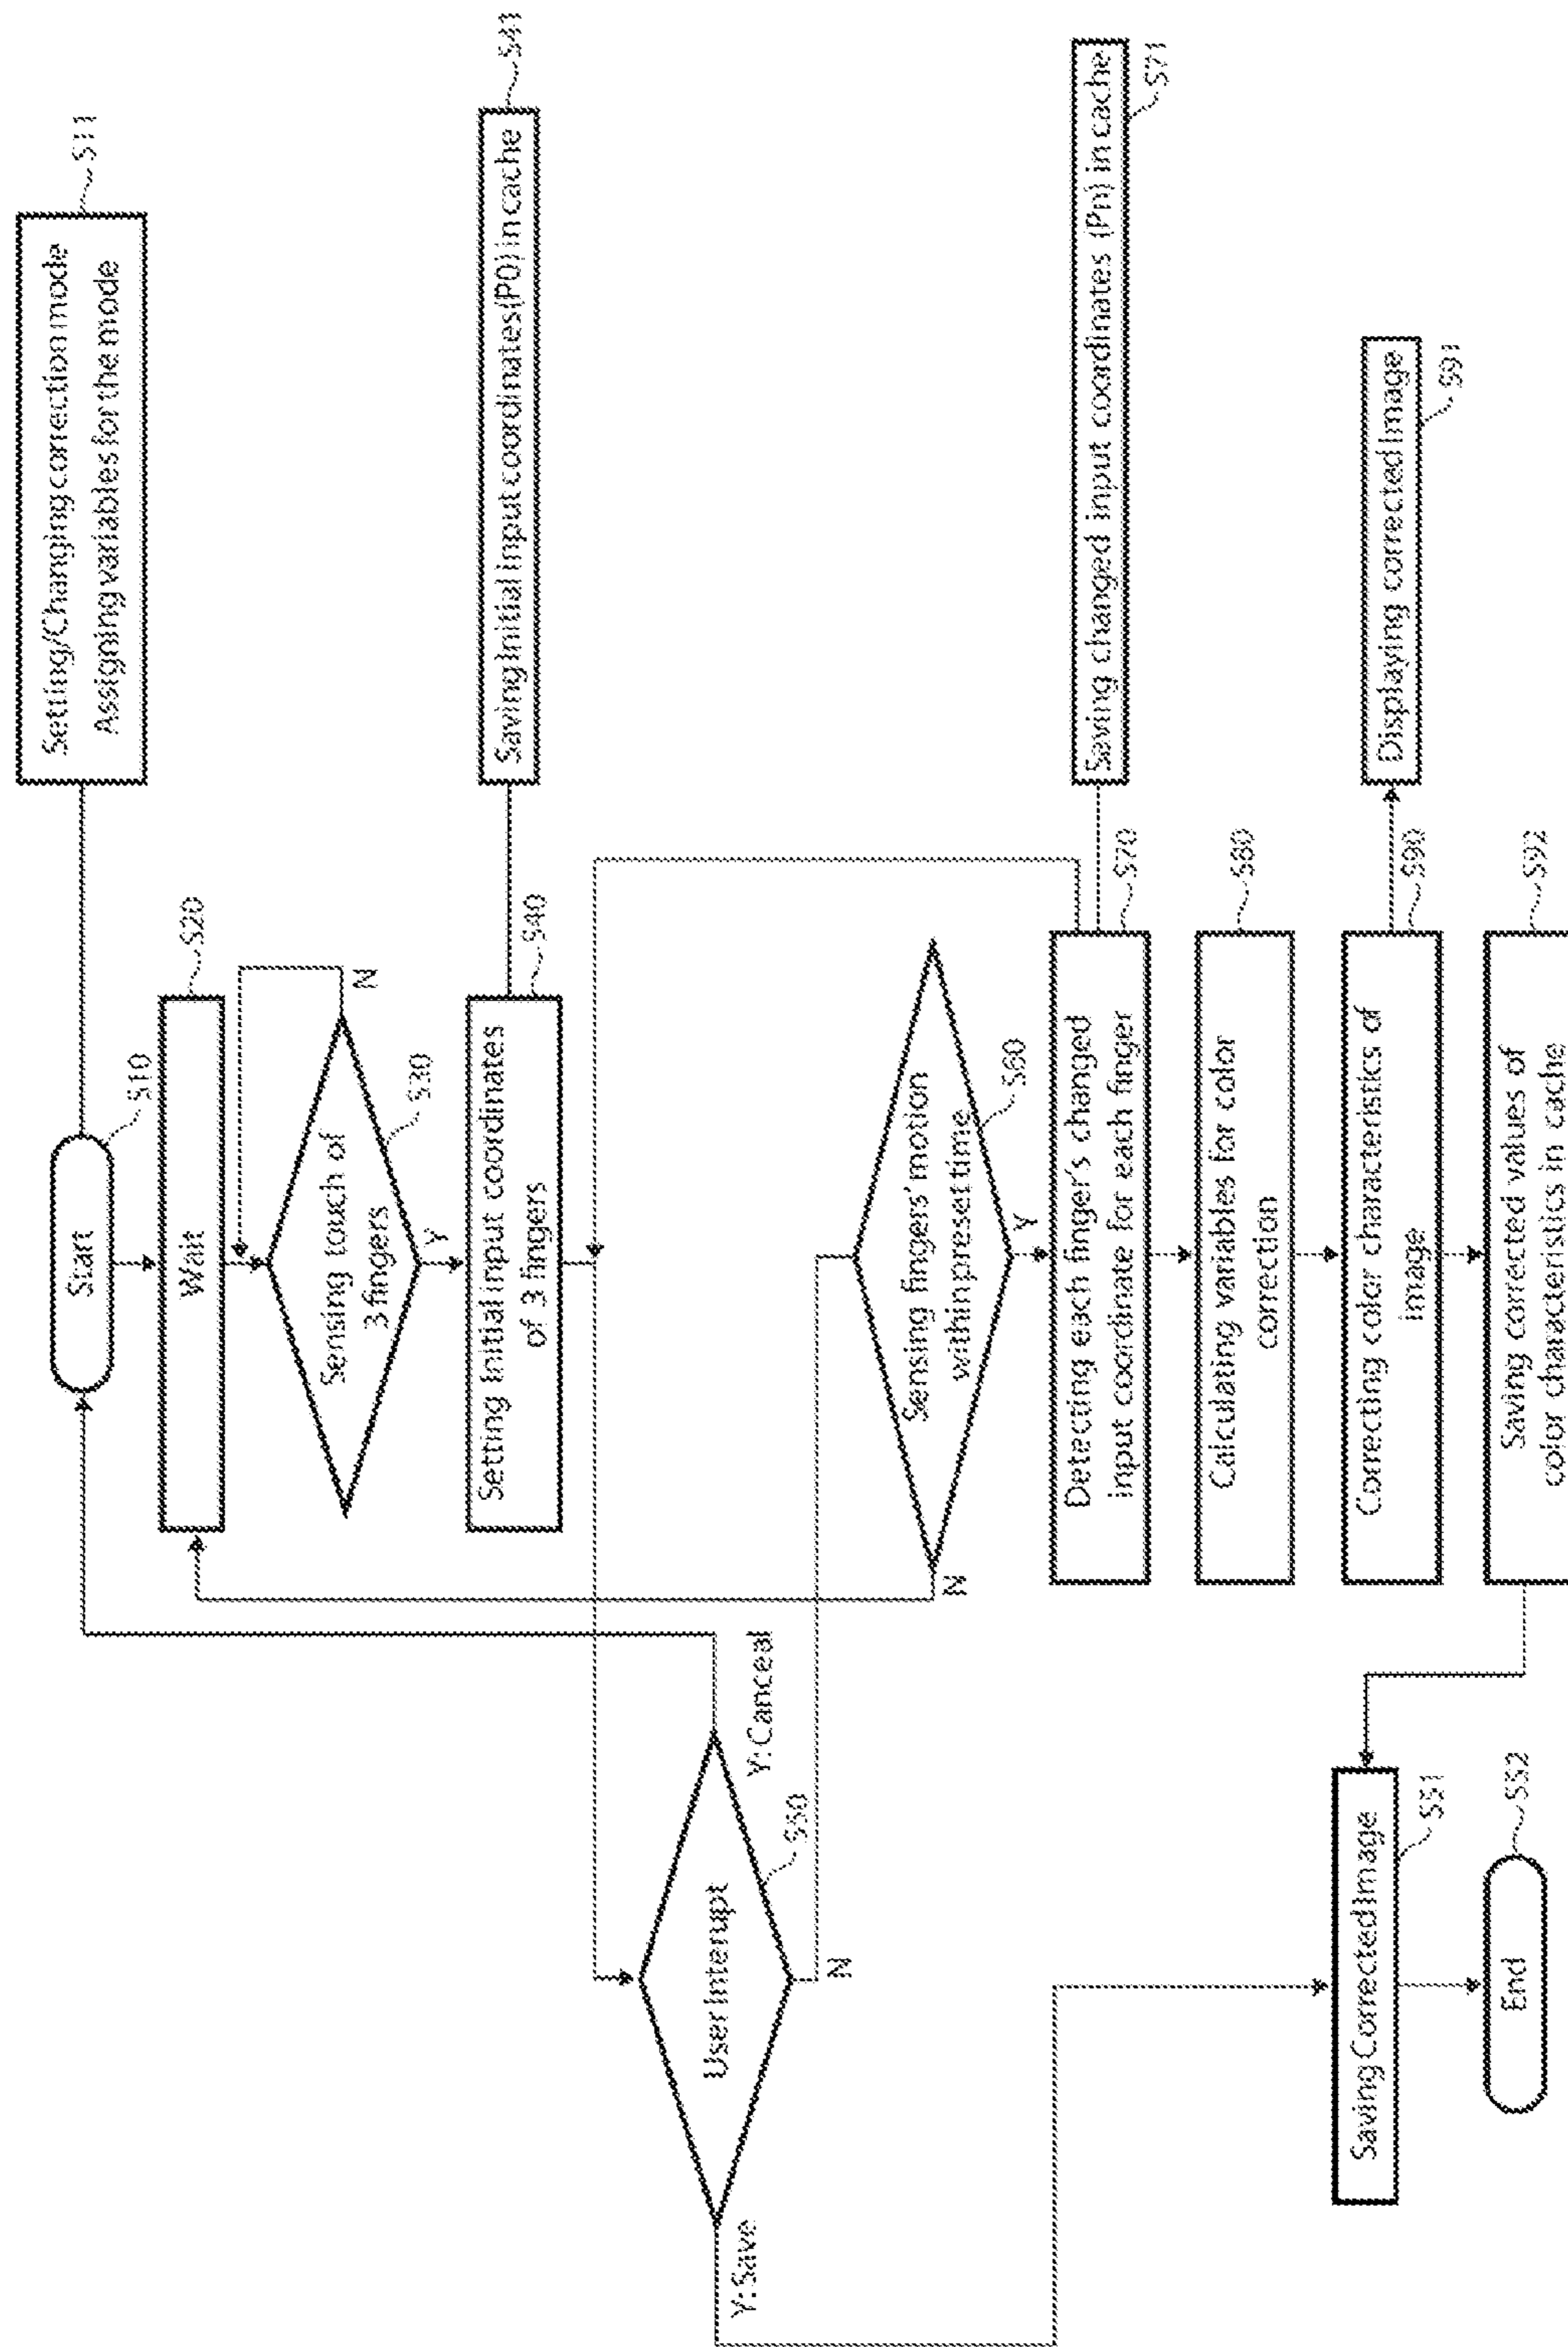 Start
S10
Setting/Changing correction mode
Assigning variables for the mode
S11
Wait
S20
Sensing touch of
3 fingers
S30
N
Y
Setting Initial input coordinates
of 3 fingers
S40
Saving Initial input coordinates(P0) in cache
S41
User Interupt
S50
Y: Canceal
Y: Save
N
Sensing fingers' motion
within preset time
S60
N
Y
Detecting each finger's changed
input coordinate for each finger
S70
Saving changed input coordinates (Pn) in cache
S71
Calculating variables for color
correction
S80
Correcting color characteristics of
image
S90
Displaying corrected Image
S91
Saving corrected values of
color characteristics in cache
S92
Saving Corrected Image
S51
End
S52